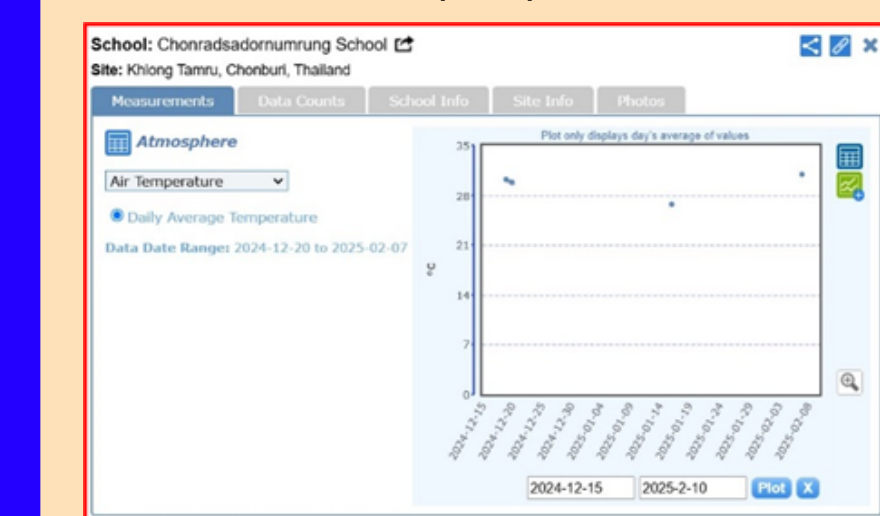 School: Chonradsadornumrung School
Site: Khlong Tamru, Chonburi, Thailand
Measurements Data Counts School Info Site Info Photos
Atmosphere
Air Temperature
Daily Average Temperature
Data Date Range: 2024-12-20 to 2025-02-07
Plot only displays day's average of values
35
28
21
14
7
0
°C
2024-12-15 2024-12-20 2024-12-25 2024-12-30 2025-01-04 2025-01-09 2025-01-14 2025-01-19 2025-01-24 2025-01-29 2025-02-03 2025-02-08
2024-12-15 2025-2-10 Plot X